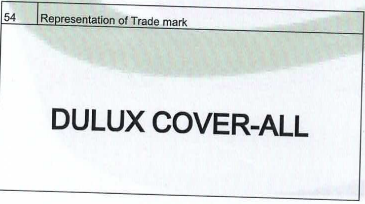 54 Representation of Trade mark
DULUX COVER-ALL